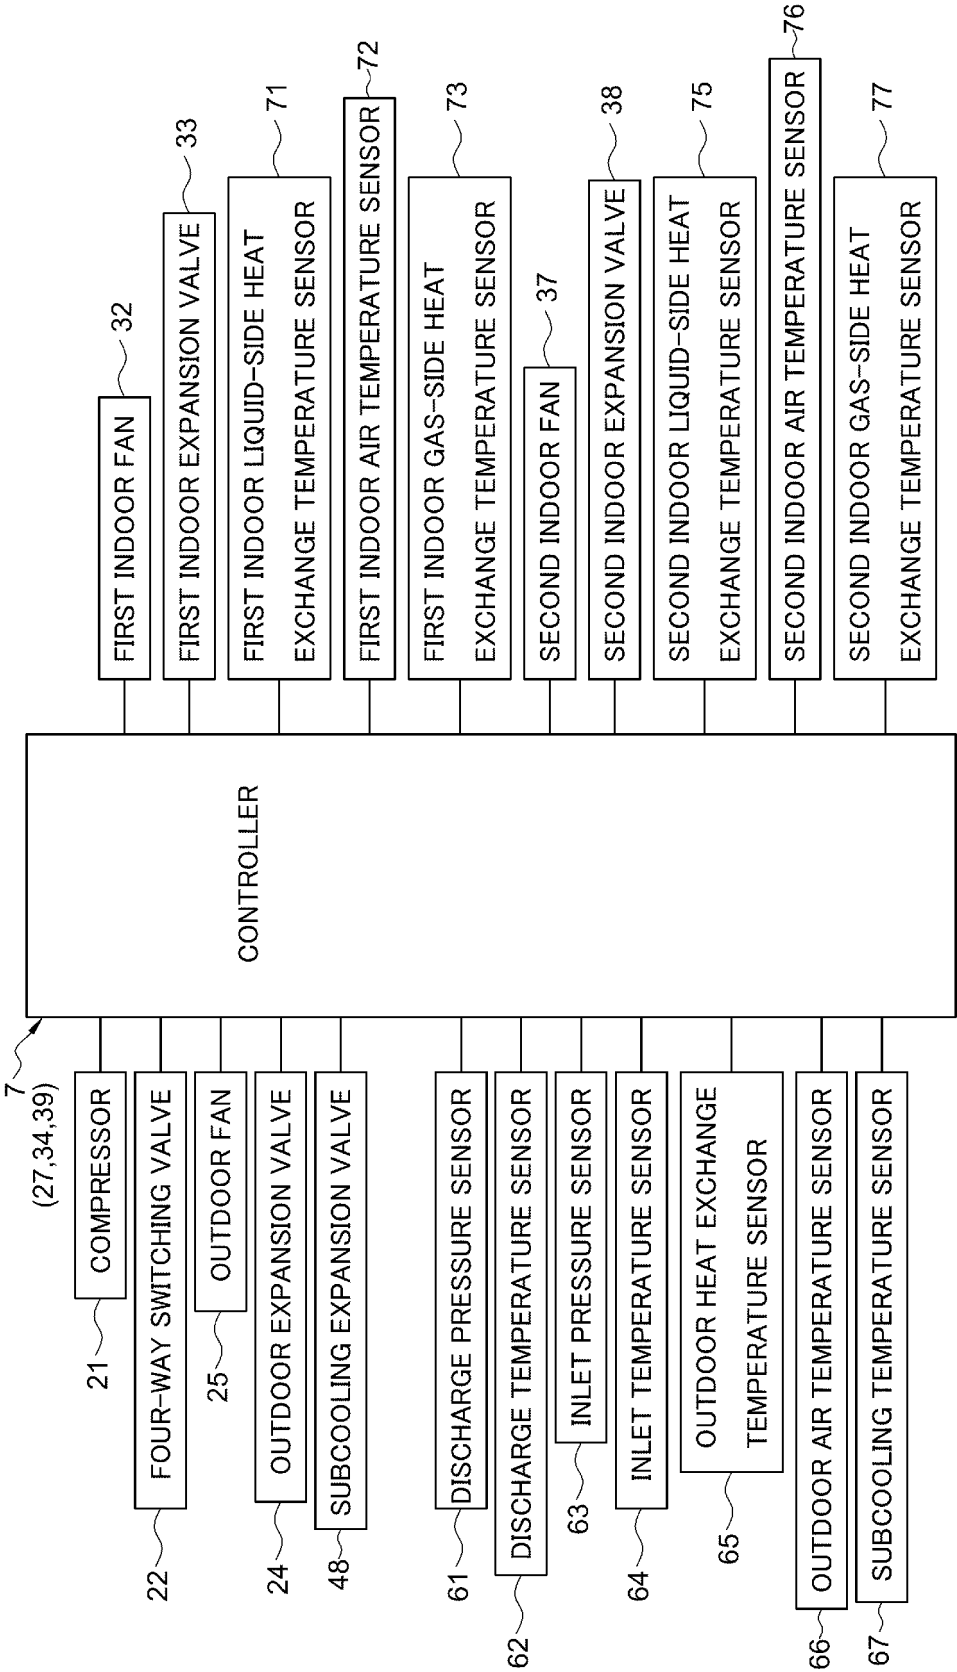 7
(27,34,39)
CONTROLLER
21
COMPRESSOR
22
FOUR-WAY SWITCHING VALVE
25
OUTDOOR FAN
24
OUTDOOR EXPANSION VALVE
48
SUBCOOLING EXPANSION VALVE
61
DISCHARGE PRESSURE SENSOR
62
DISCHARGE TEMPERATURE SENSOR
63
INLET PRESSURE SENSOR
64
INLET TEMPERATURE SENSOR
65
OUTDOOR HEAT EXCHANGE
TEMPERATURE SENSOR
66
OUTDOOR AIR TEMPERATURE SENSOR
67
SUBCOOLING TEMPERATURE SENSOR
FIRST INDOOR FAN
32
FIRST INDOOR EXPANSION VALVE
33
FIRST INDOOR LIQUID-SIDE HEAT
EXCHANGE TEMPERATURE SENSOR
71
FIRST INDOOR AIR TEMPERATURE SENSOR
72
FIRST INDOOR GAS-SIDE HEAT
EXCHANGE TEMPERATURE SENSOR
73
SECOND INDOOR FAN
37
SECOND INDOOR EXPANSION VALVE
38
SECOND INDOOR LIQUID-SIDE HEAT
EXCHANGE TEMPERATURE SENSOR
75
SECOND INDOOR AIR TEMPERATURE SENSOR
76
SECOND INDOOR GAS-SIDE HEAT
EXCHANGE TEMPERATURE SENSOR
77